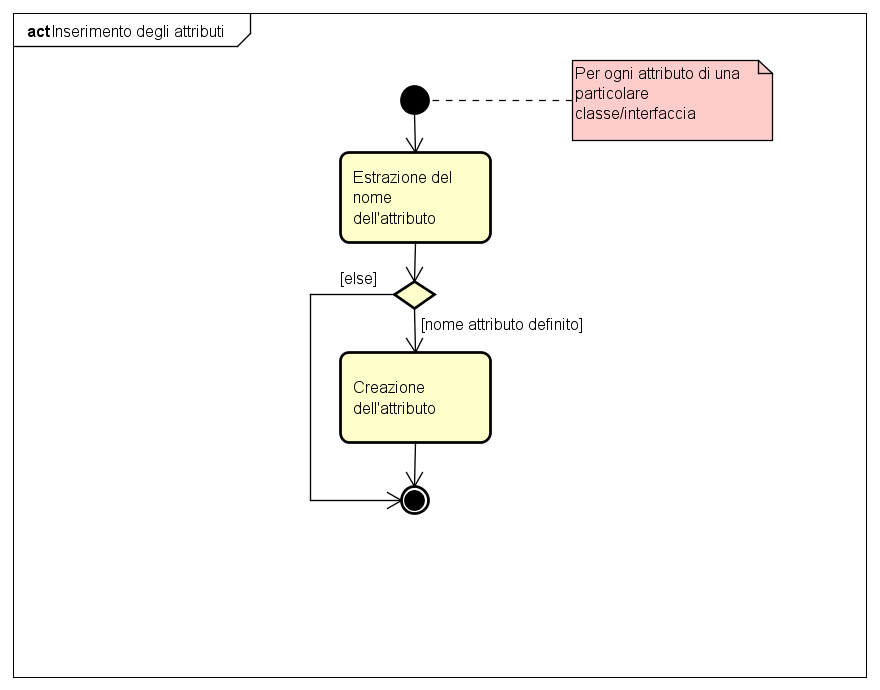 act Inserimento degli attributi
Per ogni attributo di una
particolare
classe/interfaccia
Estrazione del
nome
dell'attributo
[else]
[nome attributo definito]
Creazione
dell'attributo